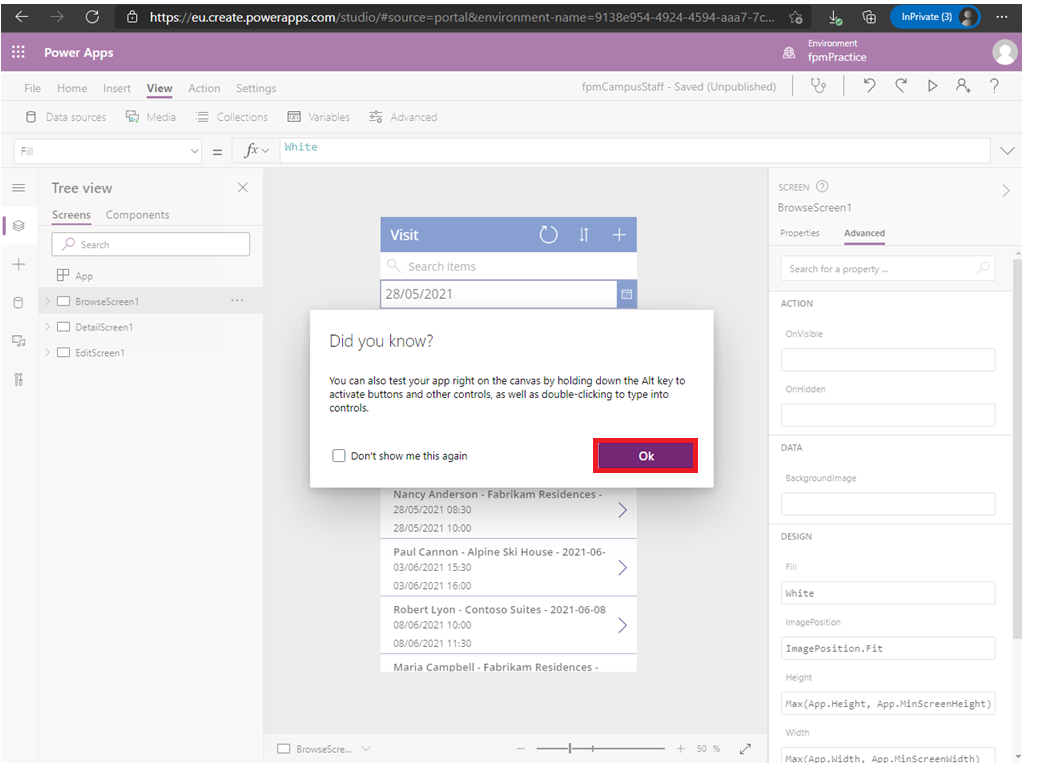 https://eu.create.powerapps.com/studio/#source=portal&environment-name=9138e954-4924-4594-aaa7-7c...
InPrivate (3)
Power Apps
Environment
fpmPractice
File Home Insert View Action Settings
fpmCampusStaff - Saved (Unpublished)
Data sources Media Collections Variables Advanced
Fill
= fx White
Tree view
Screens Components
Search
App
BrowseScreen1
DetailScreen1
EditScreen1
Visit
Search items
28/05/2021
Did you know?
You can also test your app right on the canvas by holding down the Alt key to
activate buttons and other controls, as well as double-clicking to type into
controls.
Don't show me this again
Ok
Nancy Anderson - Fabrikam Residences -
28/05/2021 08:30
28/05/2021 10:00
Paul Cannon - Alpine Ski House - 2021-06-
03/06/2021 15:30
03/06/2021 16:00
Robert Lyon - Contoso Suites - 2021-06-08
08/06/2021 10:00
08/06/2021 11:30
Maria Campbell - Fabrikam Residences -
BrowseScre...
50 %
SCREEN
BrowseScreen1
Properties Advanced
Search for a property ...
ACTION
OnVisible
OnHidden
DATA
BackgroundImage
DESIGN
Fill
White
ImagePosition
ImagePosition.Fit
Height
Max(App.Height, App.MinScreenHeight)
Width
Max(App.Width, App.MinScreenWidth)